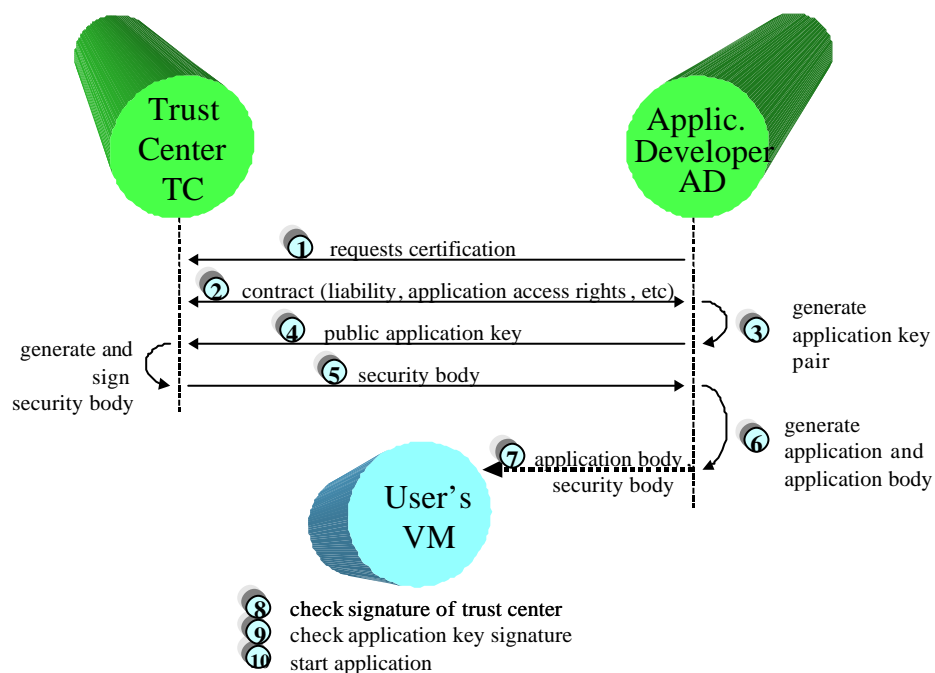 Trust
Center
TC
Applic.
Developer
AD
1 requests certification
2 contract (liability, application access rights , etc)
3 generate
application key
pair
4 public application key
generate and
sign
security body
5 security body
6 generate
application and
application body
7 application body ,
security body
User's
VM
8 check signature of trust center
9 check application key signature
10 start application